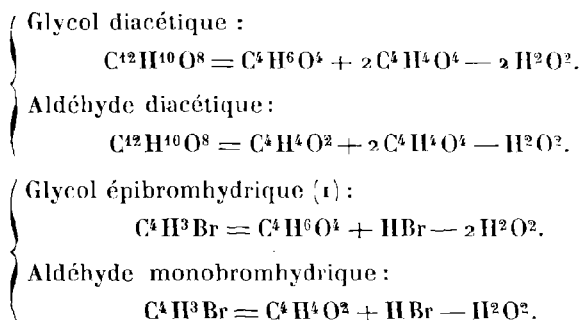 Glycol diacétique :
C¹²H¹⁰O⁸ = C⁴H⁶O⁴ + 2C⁴H⁴O⁴ — 2H²O².
Aldéhyde diacétique :
C¹²H¹⁰O⁸ = C⁴H⁴O² + 2C⁴H⁴O⁴ — H²O².
Glycol épibromhydrique (1) :
C⁴H³Br = C⁴H⁶O⁴ + HBr — 2H²O².
Aldéhyde monobromhydrique :
C⁴H³Br = C⁴H⁴O² + HBr — H²O².